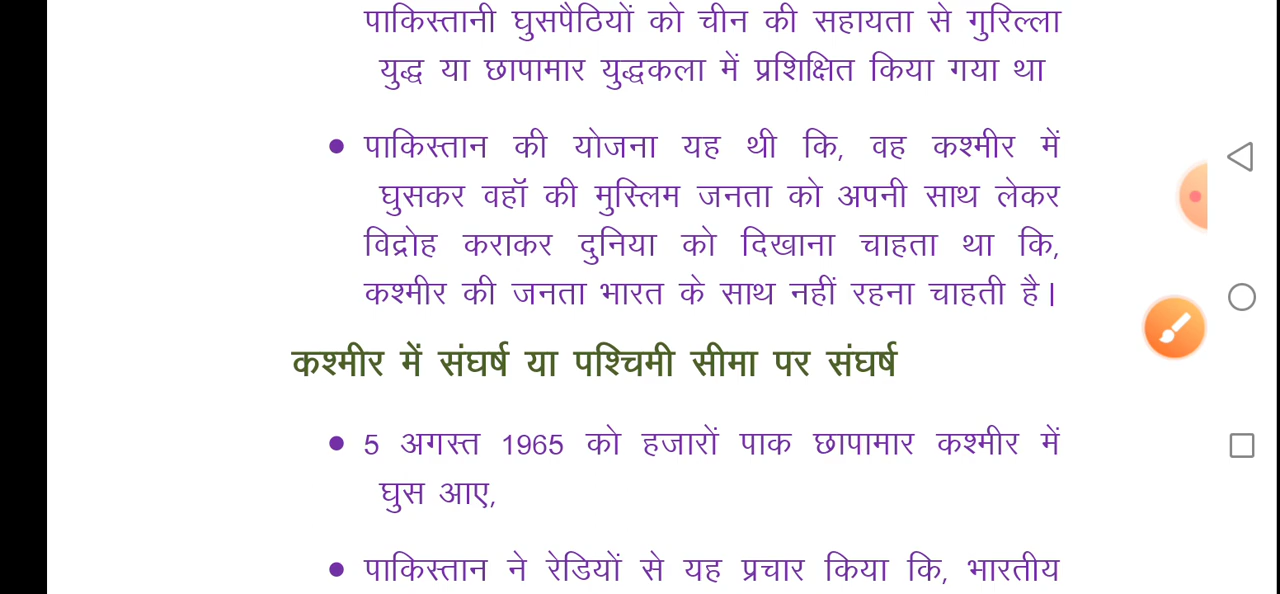 पाकिस्तानी घुसपैठियों को चीन की सहायता से गुरिल्ला
युद्ध या छापामार युद्धकला में प्रशिक्षित किया गया था
• पाकिस्तान की योजना यह थी कि, वह कश्मीर में
घुसकर वहॉ की मुस्लिम जनता को अपनी साथ लेकर
विद्रोह कराकर दुनिया को दिखाना चाहता था कि,
कश्मीर की जनता भारत के साथ नहीं रहना चाहती है।
कश्मीर में संघर्ष या पश्चिमी सीमा पर संघर्ष
• 5 अगस्त 1965 को हजारों पाक छापामार कश्मीर में
घुस आए,
• पाकिस्तान ने रेडियों से यह प्रचार किया कि, भारतीय